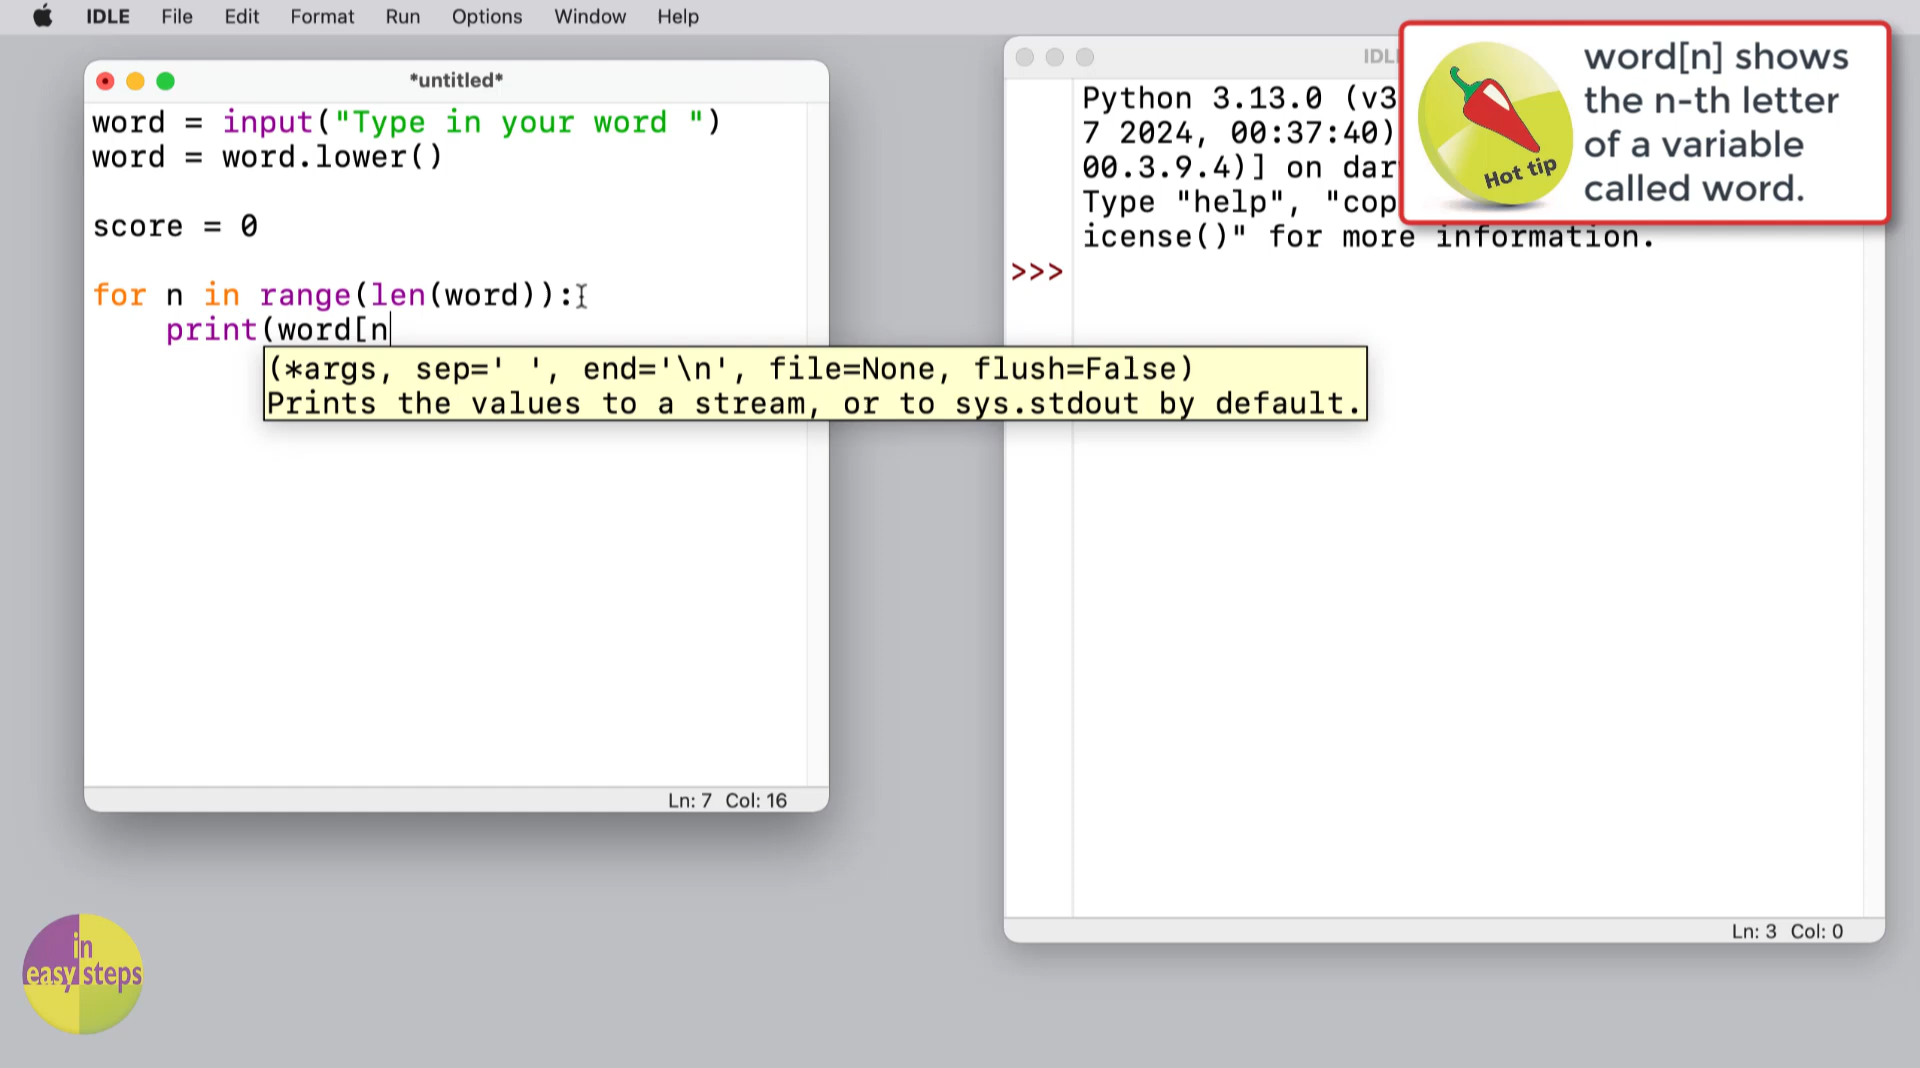 IDLE File Edit Format Run Options Window Help
*untitled*
word = input("Type in your word ")
word = word.lower()
score = 0
for n in range(len(word)):
print(word[n
(*args, sep=' ', end='\n', file=None, flush=False)
Prints the values to a stream, or to sys.stdout by default.
Ln: 7 Col: 16
IDL
Python 3.13.0 (v3
7 2024, 00:37:40)
00.3.9.4)] on dar
Type "help", "cop
icense()" for more information.
>>>
Ln: 3 Col: 0
Hot tip
word[n] shows
the n-th letter
of a variable
called word.
in
easy steps